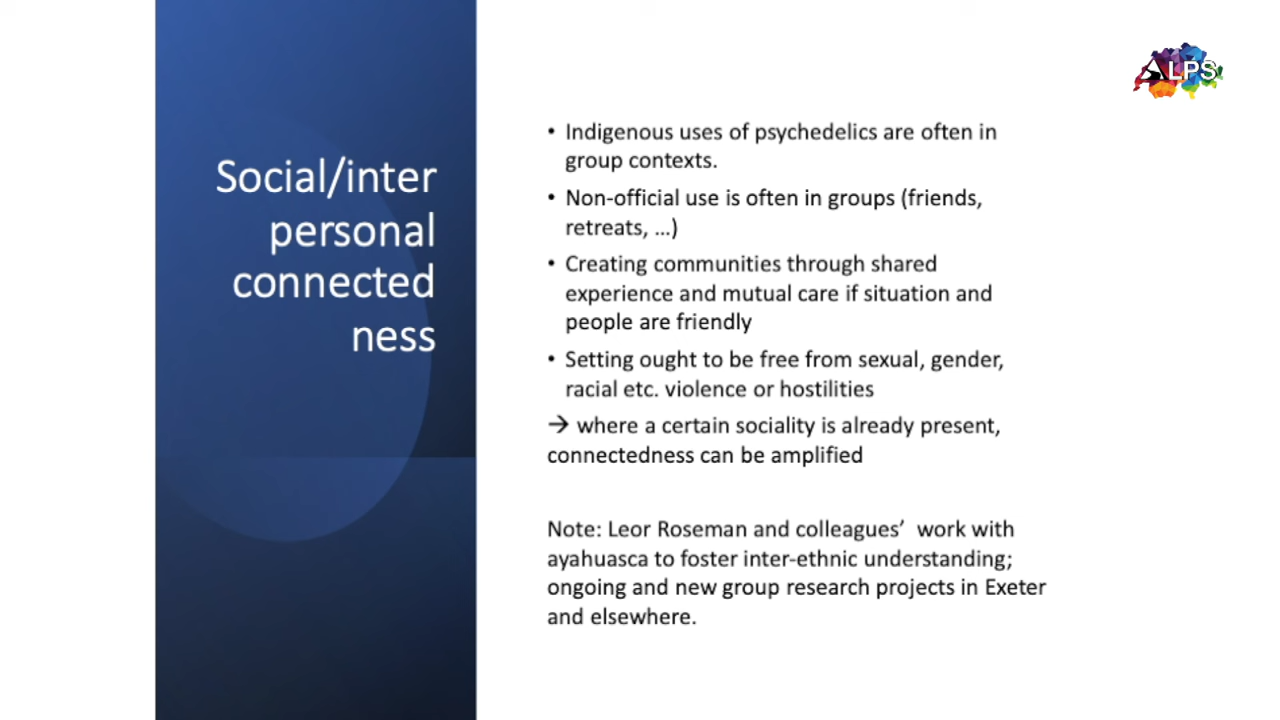 ALPS
Social/inter
personal
connected
ness
• Indigenous uses of psychedelics are often in
group contexts.
• Non-official use is often in groups (friends,
retreats, …)
• Creating communities through shared
experience and mutual care if situation and
people are friendly
• Setting ought to be free from sexual, gender,
racial etc. violence or hostilities
→ where a certain sociality is already present,
connectedness can be amplified
Note: Leor Roseman and colleagues’ work with
ayahuasca to foster inter-ethnic understanding;
ongoing and new group research projects in Exeter
and elsewhere.